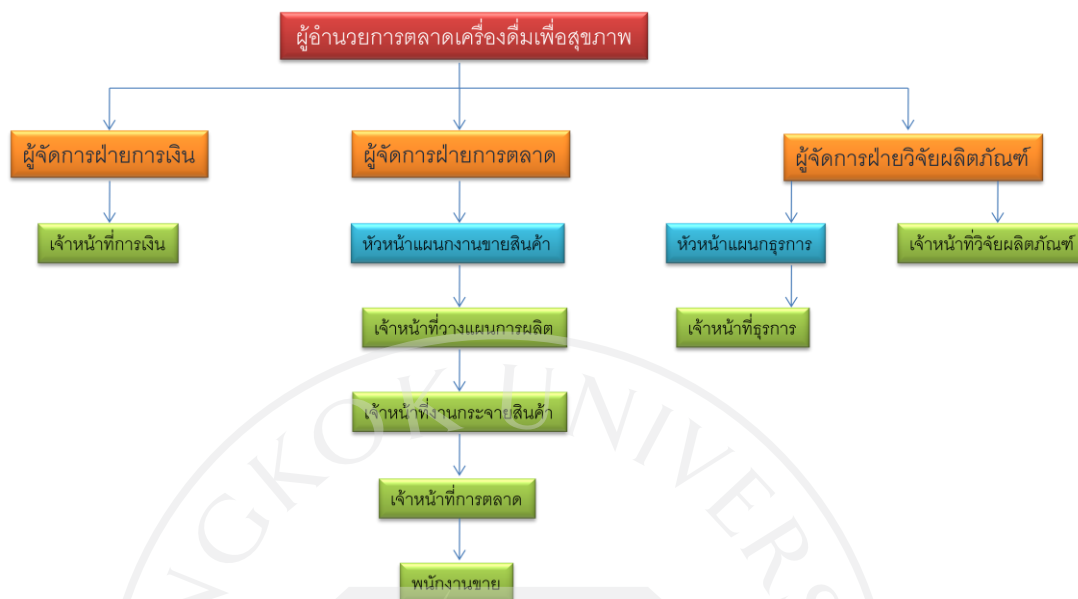 ผู้อำนวยการตลาดเครื่องดื่มเพื่อสุขภาพ
ผู้จัดการฝ่ายการเงิน
ผู้จัดการฝ่ายการตลาด
ผู้จัดการฝ่ายวิจัยผลิตภัณฑ์
เจ้าหน้าที่การเงิน
หัวหน้าแผนกงานขายสินค้า
หัวหน้าแผนกธุรการ
เจ้าหน้าที่วิจัยผลิตภัณฑ์
เจ้าหน้าที่วางแผนการผลิต
เจ้าหน้าที่ธุรการ
เจ้าหน้าที่งานกระจายสินค้า
เจ้าหน้าที่การตลาด
พนักงานขาย
NGKOK UNIVERS